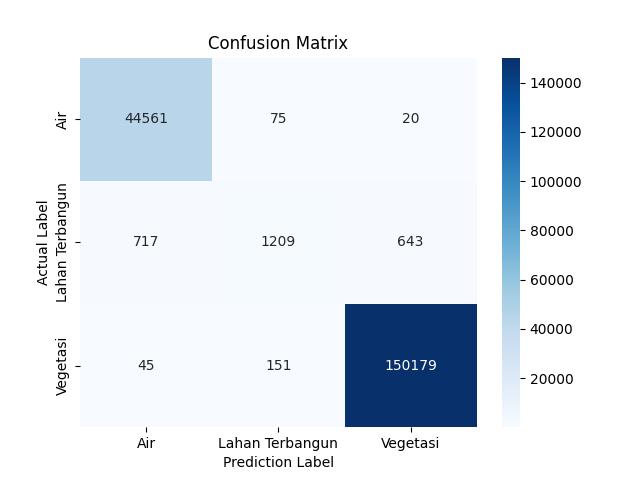 Confusion Matrix
Air
44561 75 20
Lahan Terbangun
717 1209 643
Vegetasi
45 151 150179
Actual Label
Air Lahan Terbangun Vegetasi
Prediction Label
140000
120000
100000
80000
60000
40000
20000